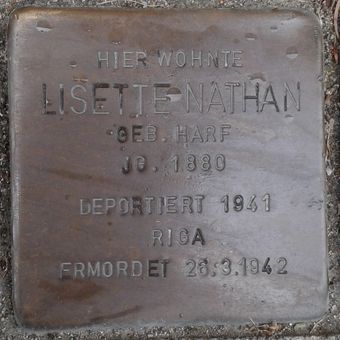 HIER WOHNTE
LISETTE NATHAN
GEB. HARF
JG. 1880
DEPORTIERT 1941
RIGA
ERMORDET 26.3.1942